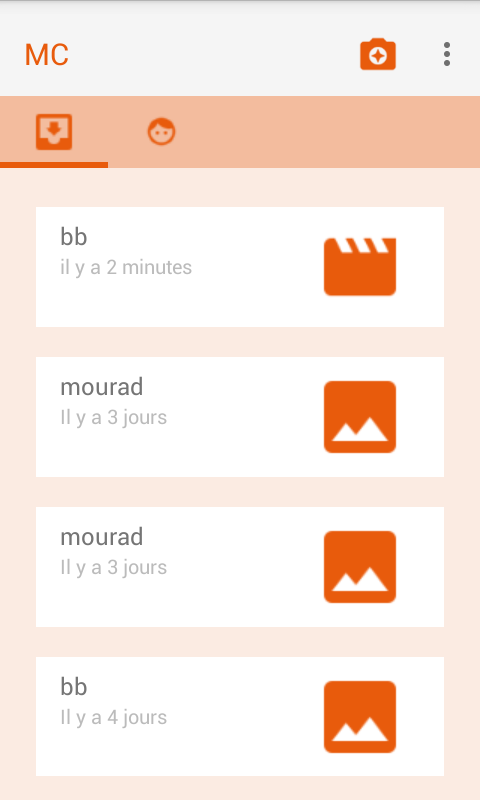 MC
bb
il y a 2 minutes
mourad
Il y a 3 jours
mourad
Il y a 3 jours
bb
Il y a 4 jours